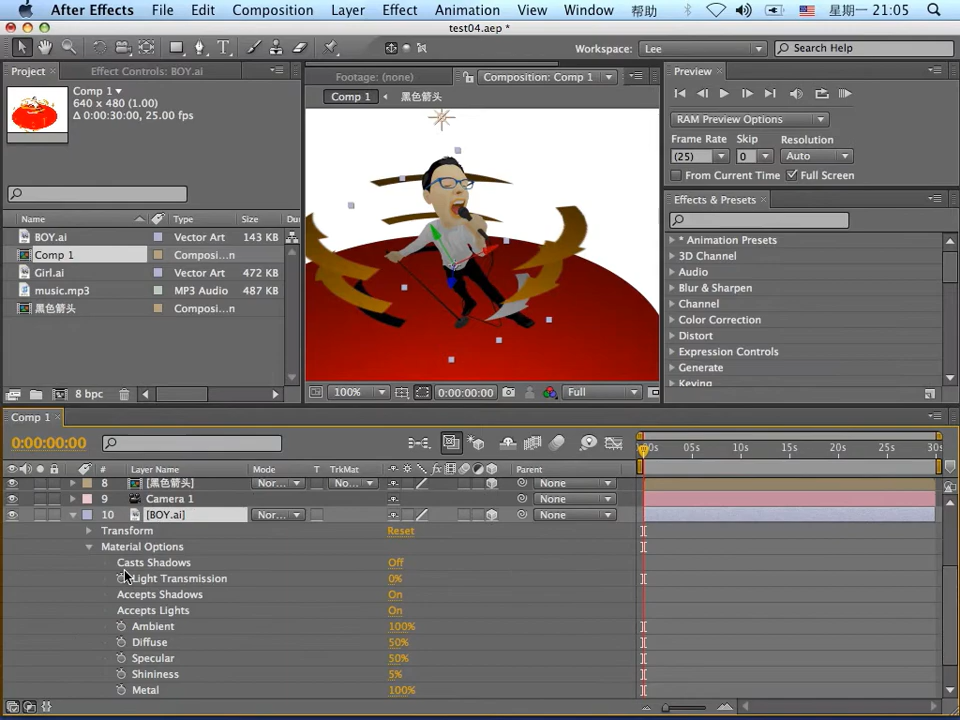 After Effects File Edit Composition Layer Effect Animation View Window 帮助 星期一 21:05
test04.aep *
Workspace: Lee Search Help
Project Effect Controls: BOY.ai
Comp 1
640 x 480 (1.00)
Δ 0:00:30:00, 25.00 fps
Name Type Size Du
BOY.ai Vector Art 143 KB
Comp 1 Composi...n
Girl.ai Vector Art 472 KB
music.mp3 MP3 Audio 487 KB
黑色箭头 Composi...n
8 bpc
Footage: (none) Composition: Comp 1
Comp 1 黑色箭头
100% 0:00:00:00 Full
Preview
RAM Preview Options
Frame Rate Skip Resolution
(25) 0 Auto
From Current Time Full Screen
Effects & Presets
* Animation Presets
3D Channel
Audio
Blur & Sharpen
Channel
Color Correction
Distort
Expression Controls
Generate
Keying
Comp 1
0:00:00:00
00s 05s 10s 15s 20s 25s 30s
# Layer Name Mode T TrkMat fx Parent
8 [黑色箭头] Nor... No... None
9 Camera 1 None
10 [BOY.ai] Nor... None
Transform Reset
Material Options
Casts Shadows Off
Light Transmission 0%
Accepts Shadows On
Accepts Lights On
Ambient 100%
Diffuse 50%
Specular 50%
Shininess 5%
Metal 100%